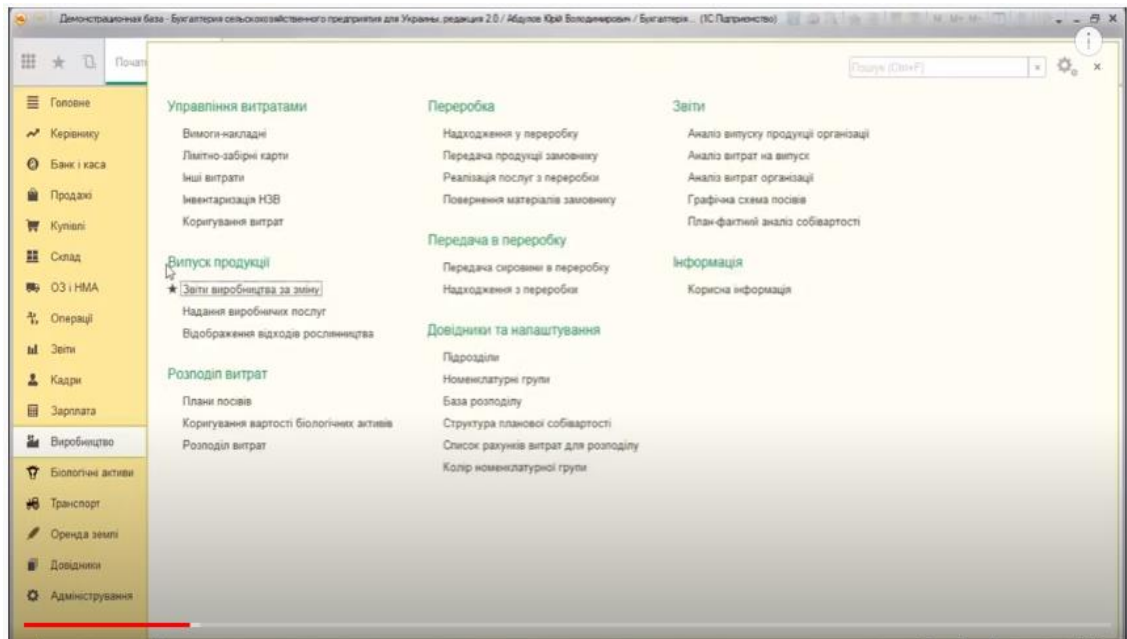 Демонстрационная база - Бухгалтерия сельскохозяйственного предприятия для Украины, редакция 2.0 / Абдулов Юрій Володимирович / Бухгалтерія... (1С:Підприємство)
Почат
Пошук (Ctrl+F)
Головне
Керівнику
Банк і каса
Продажі
Купівлі
Склад
ОЗ і НМА
Операції
Звіти
Кадри
Зарплата
Виробництво
Біологічні активи
Транспорт
Оренда землі
Довідники
Адміністрування
Управління витратами
Вимоги-накладні
Лімітно-забірні карти
Інші витрати
Інвентаризація НЗВ
Коригування витрат
Випуск продукції
Звіти виробництва за зміну
Надання виробничих послуг
Відображення відходів рослинництва
Розподіл витрат
Плани посівів
Коригування вартості біологічних активів
Розподіл витрат
Переробка
Надходження у переробку
Передача продукції замовнику
Реалізація послуг з переробки
Повернення матеріалів замовнику
Передача в переробку
Передача сировини в переробку
Надходження з переробки
Довідники та налаштування
Підрозділи
Номенклатурні групи
База розподілу
Структура планової собівартості
Список рахунків витрат для розподілу
Колір номенклатурної групи
Звіти
Аналіз випуску продукції організації
Аналіз витрат на випуск
Аналіз витрат організації
Графічна схема посівів
План-фактний аналіз собівартості
Інформація
Корисна інформація